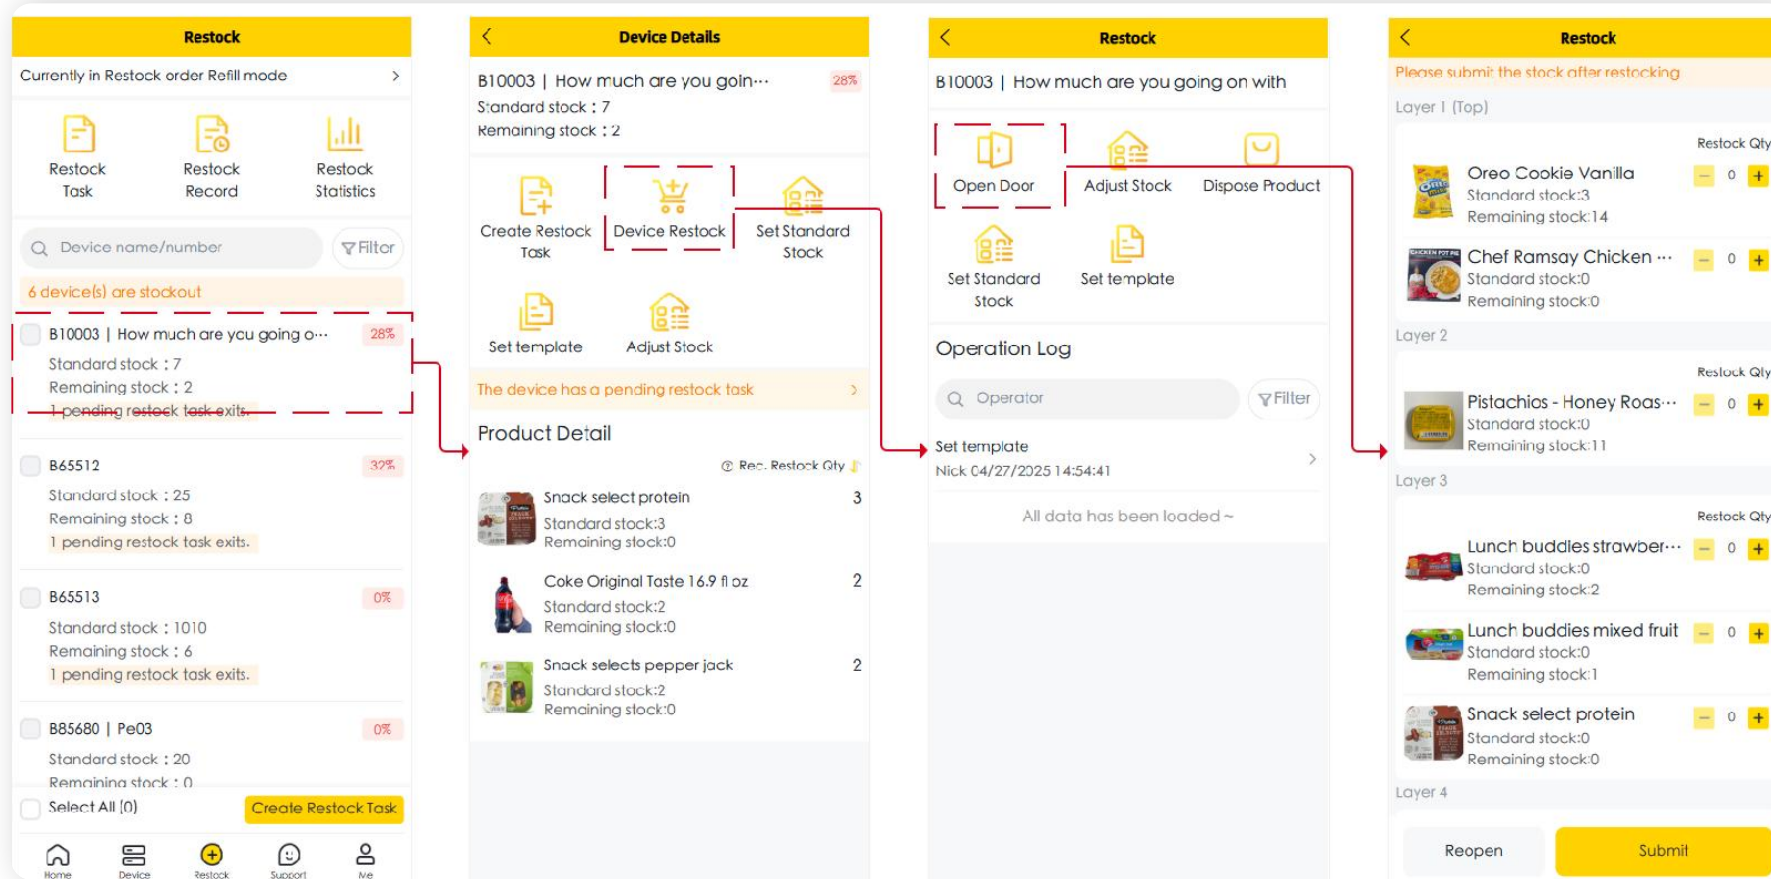 Restock
Currently in Restock order Refill mode
Restock Task
Restock Record
Restock Statistics
Device name/number
Filter
6 device(s) are stockout
B10003 | How much are you going o···
28%
Standard stock : 7
Remaining stock : 2
1 pending restock task exits.
B65512
32%
Standard stock : 25
Remaining stock : 8
1 pending restock task exits.
B65513
0%
Standard stock : 1010
Remaining stock : 6
1 pending restock task exits.
B85680 | Pe03
0%
Standard stock : 20
Remaining stock : 0
Select All (0)
Create Restock Task
Home
Device
Restock
Support
Me
Device Details
B10003 | How much are you goin···
28%
Standard stock : 7
Remaining stock : 2
Create Restock Task
Device Restock
Set Standard Stock
Set template
Adjust Stock
The device has a pending restock task
Product Detail
Rec. Restock Qty
Snack select protein
3
Standard stock:3
Remaining stock:0
Coke Original Taste 16.9 fl oz
2
Standard stock:2
Remaining stock:0
Snack selects pepper jack
2
Standard stock:2
Remaining stock:0
Restock
B10003 | How much are you going on with
Open Door
Adjust Stock
Dispose Product
Set Standard Stock
Set template
Operation Log
Operator
Filter
Set template
Nick 04/27/2025 14:54:41
All data has been loaded ~
Restock
Please submit the stock after restocking
Layer 1 (Top)
Restock Qty
Oreo Cookie Vanilla
0
Standard stock:3
Remaining stock:14
Chef Ramsay Chicken ···
0
Standard stock:0
Remaining stock:0
Layer 2
Restock Qty
Pistachios - Honey Roas···
0
Standard stock:0
Remaining stock:11
Layer 3
Restock Qty
Lunch buddies strawber···
0
Standard stock:0
Remaining stock:2
Lunch buddies mixed fruit
0
Standard stock:0
Remaining stock:1
Snack select protein
0
Standard stock:0
Remaining stock:0
Layer 4
Reopen
Submit